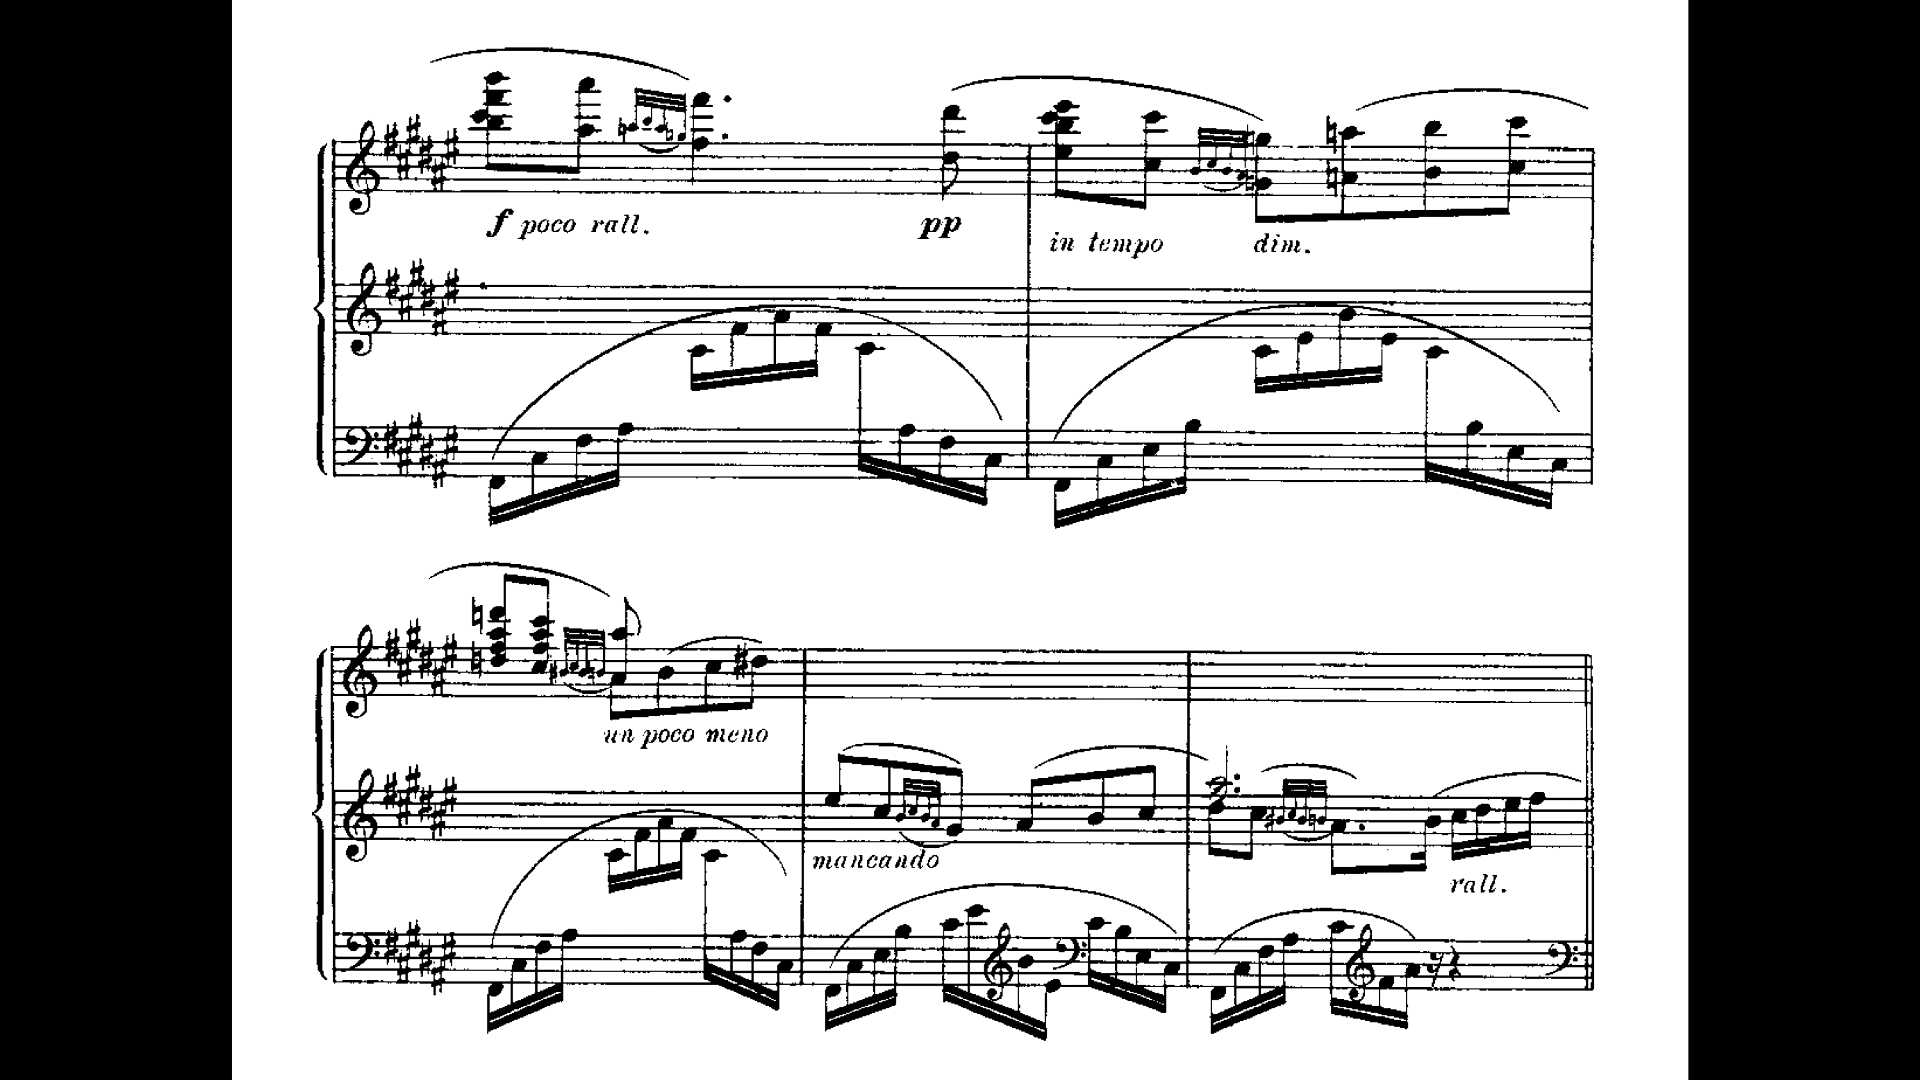 f poco rall.
pp
in tempo
dim.
un poco meno
mancando
rall.